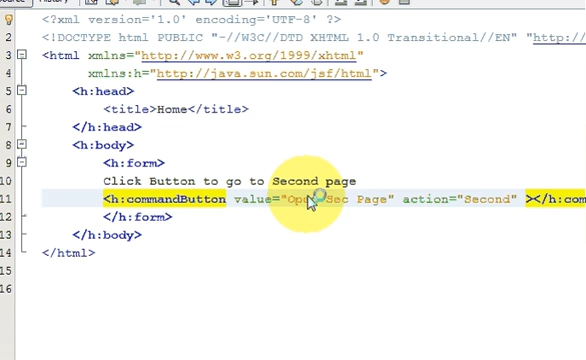 History
1 <?xml version='1.0' encoding='UTF-8' ?>
2 <!DOCTYPE html PUBLIC "-//W3C//DTD XHTML 1.0 Transitional//EN" "http://
3 <html xmlns="http://www.w3.org/1999/xhtml"
4 xmlns:h="http://java.sun.com/jsf/html">
5 <h:head>
6 <title>Home</title>
7 </h:head>
8 <h:body>
9 <h:form>
10 Click Button to go to Second page
11 <h:commandButton value="Open Sec Page" action="Second" ></h:com
12 </h:form>
13 </h:body>
14 </html>
15
16